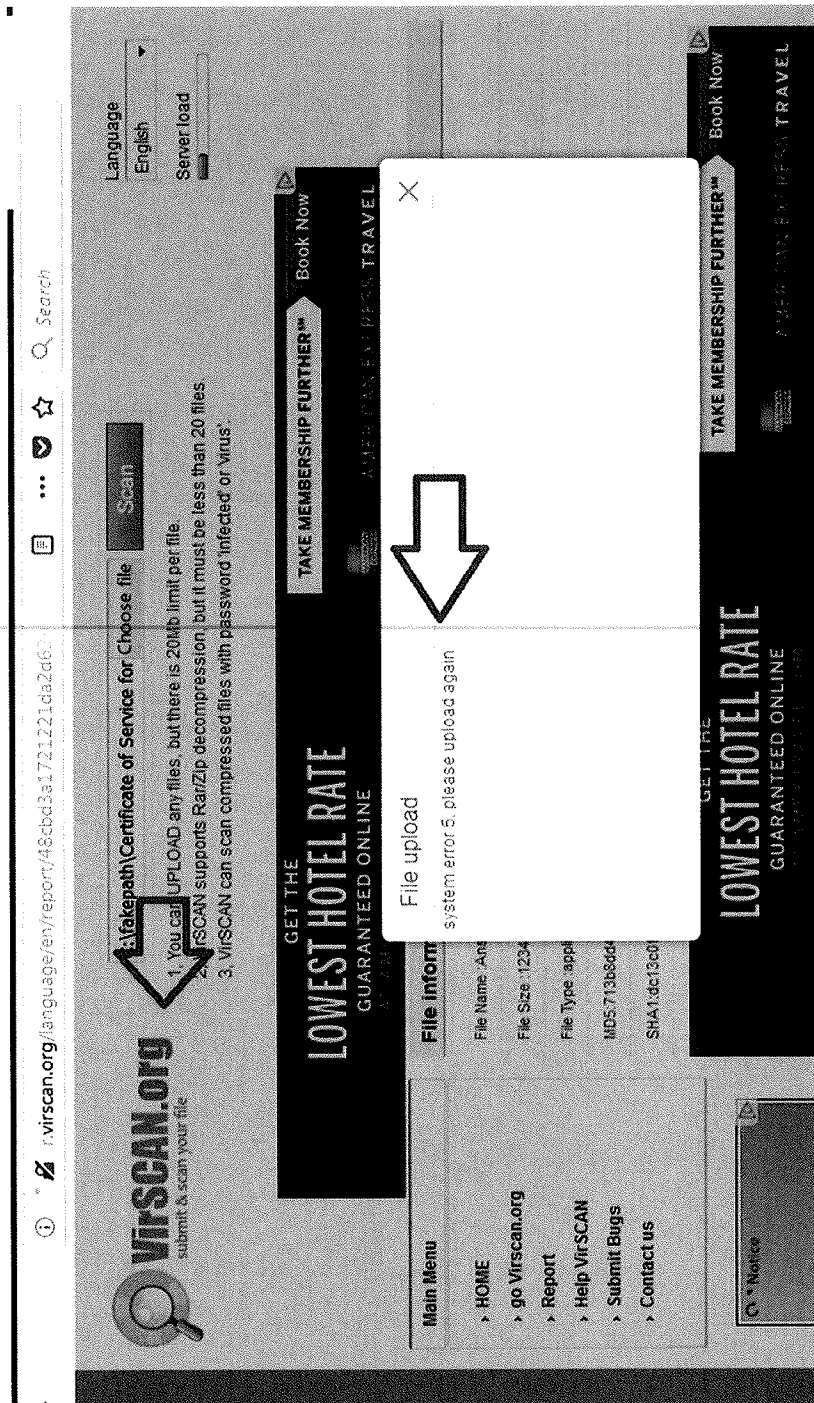 r.virscan.org/language/en/report/48cbd3a1721221da2d6
Search
VirSCAN.org
submit & scan your file
:\fakepath\Certificate of Service for Choose file
Scan
1. You can UPLOAD any files, but there is 20Mb limit per file
2. VirSCAN supports Rar/Zip decompression, but it must be less than 20 files.
3. VirSCAN can scan compressed files with password 'infected' or 'virus'.
Language
English
Server load
GET THE
LOWEST HOTEL RATE
GUARANTEED ONLINE
TAKE MEMBERSHIP FURTHER℠
Book Now
AMERICAN EXPRESS TRAVEL
Main Menu
› HOME
› go Virscan.org
› Report
› Help VirSCAN
› Submit Bugs
› Contact us
File inform
File Name :Ans
File Size :1234
File Type :appl
MD5:713b8dd4
SHA1:dc13c01
File upload
system error 5, please upload again
GET THE
LOWEST HOTEL RATE
GUARANTEED ONLINE
TAKE MEMBERSHIP FURTHER℠
Book Now
AMERICAN EXPRESS TRAVEL
* Notice